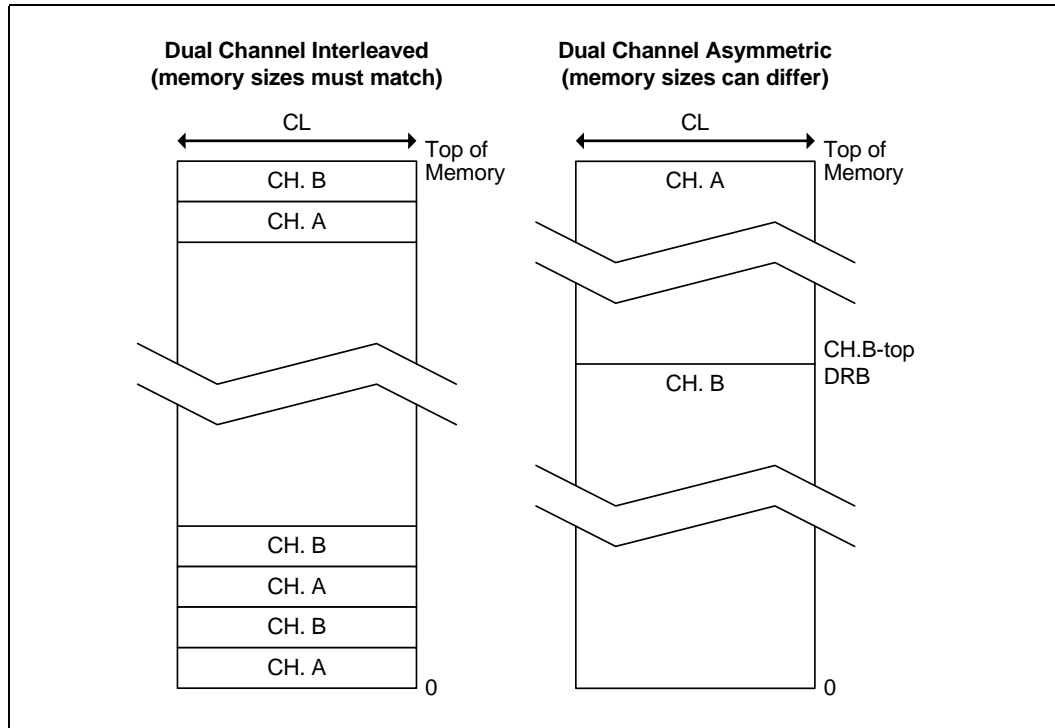 Dual Channel Interleaved
(memory sizes must match)
CL
Top of
Memory
CH. B
CH. A
CH. B
CH. A
CH. B
CH. A
0
Dual Channel Asymmetric
(memory sizes can differ)
CL
Top of
Memory
CH. A
CH.B-top
DRB
CH. B
0